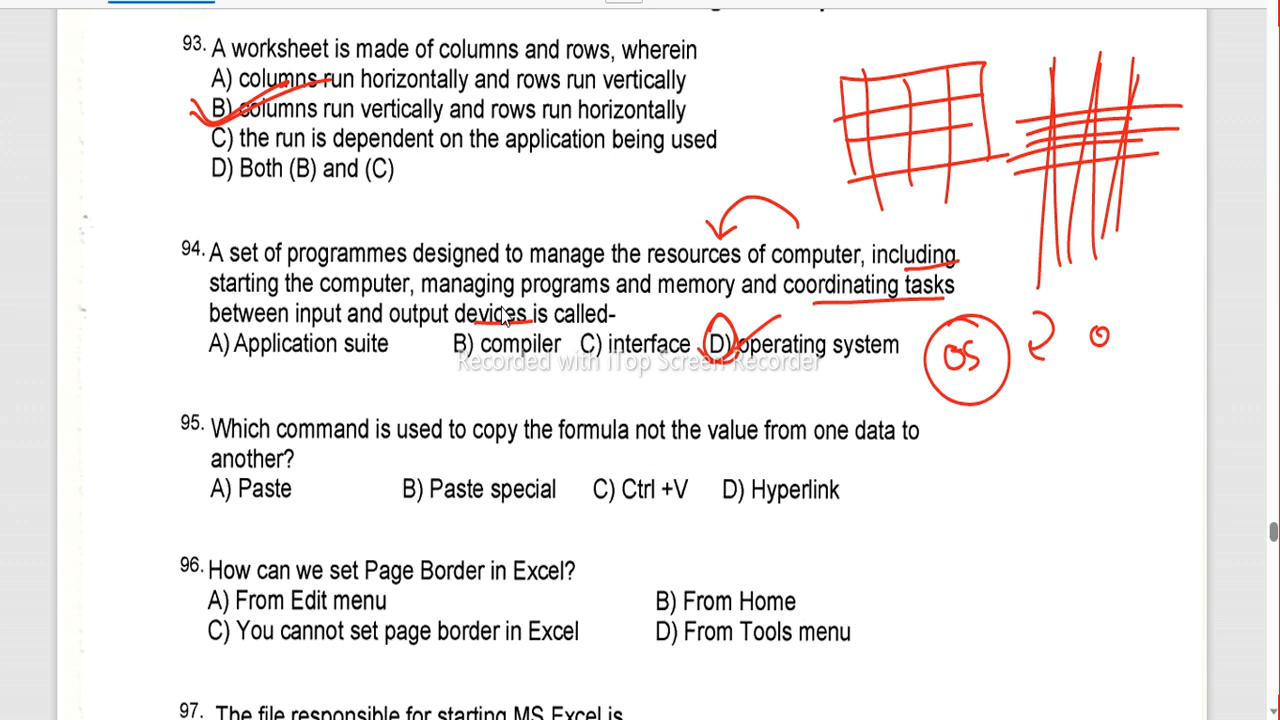 93. A worksheet is made of columns and rows, wherein
A) columns run horizontally and rows run vertically
B) columns run vertically and rows run horizontally
C) the run is dependent on the application being used
D) Both (B) and (C)
94. A set of programmes designed to manage the resources of computer, including
starting the computer, managing programs and memory and coordinating tasks
between input and output devices is called-
A) Application suite B) compiler C) interface D) operating system
OS
Recorded with iTop Screen Recorder
95. Which command is used to copy the formula not the value from one data to
another?
A) Paste B) Paste special C) Ctrl +V D) Hyperlink
96. How can we set Page Border in Excel?
A) From Edit menu B) From Home
C) You cannot set page border in Excel D) From Tools menu
97. The file responsible for starting MS Excel is